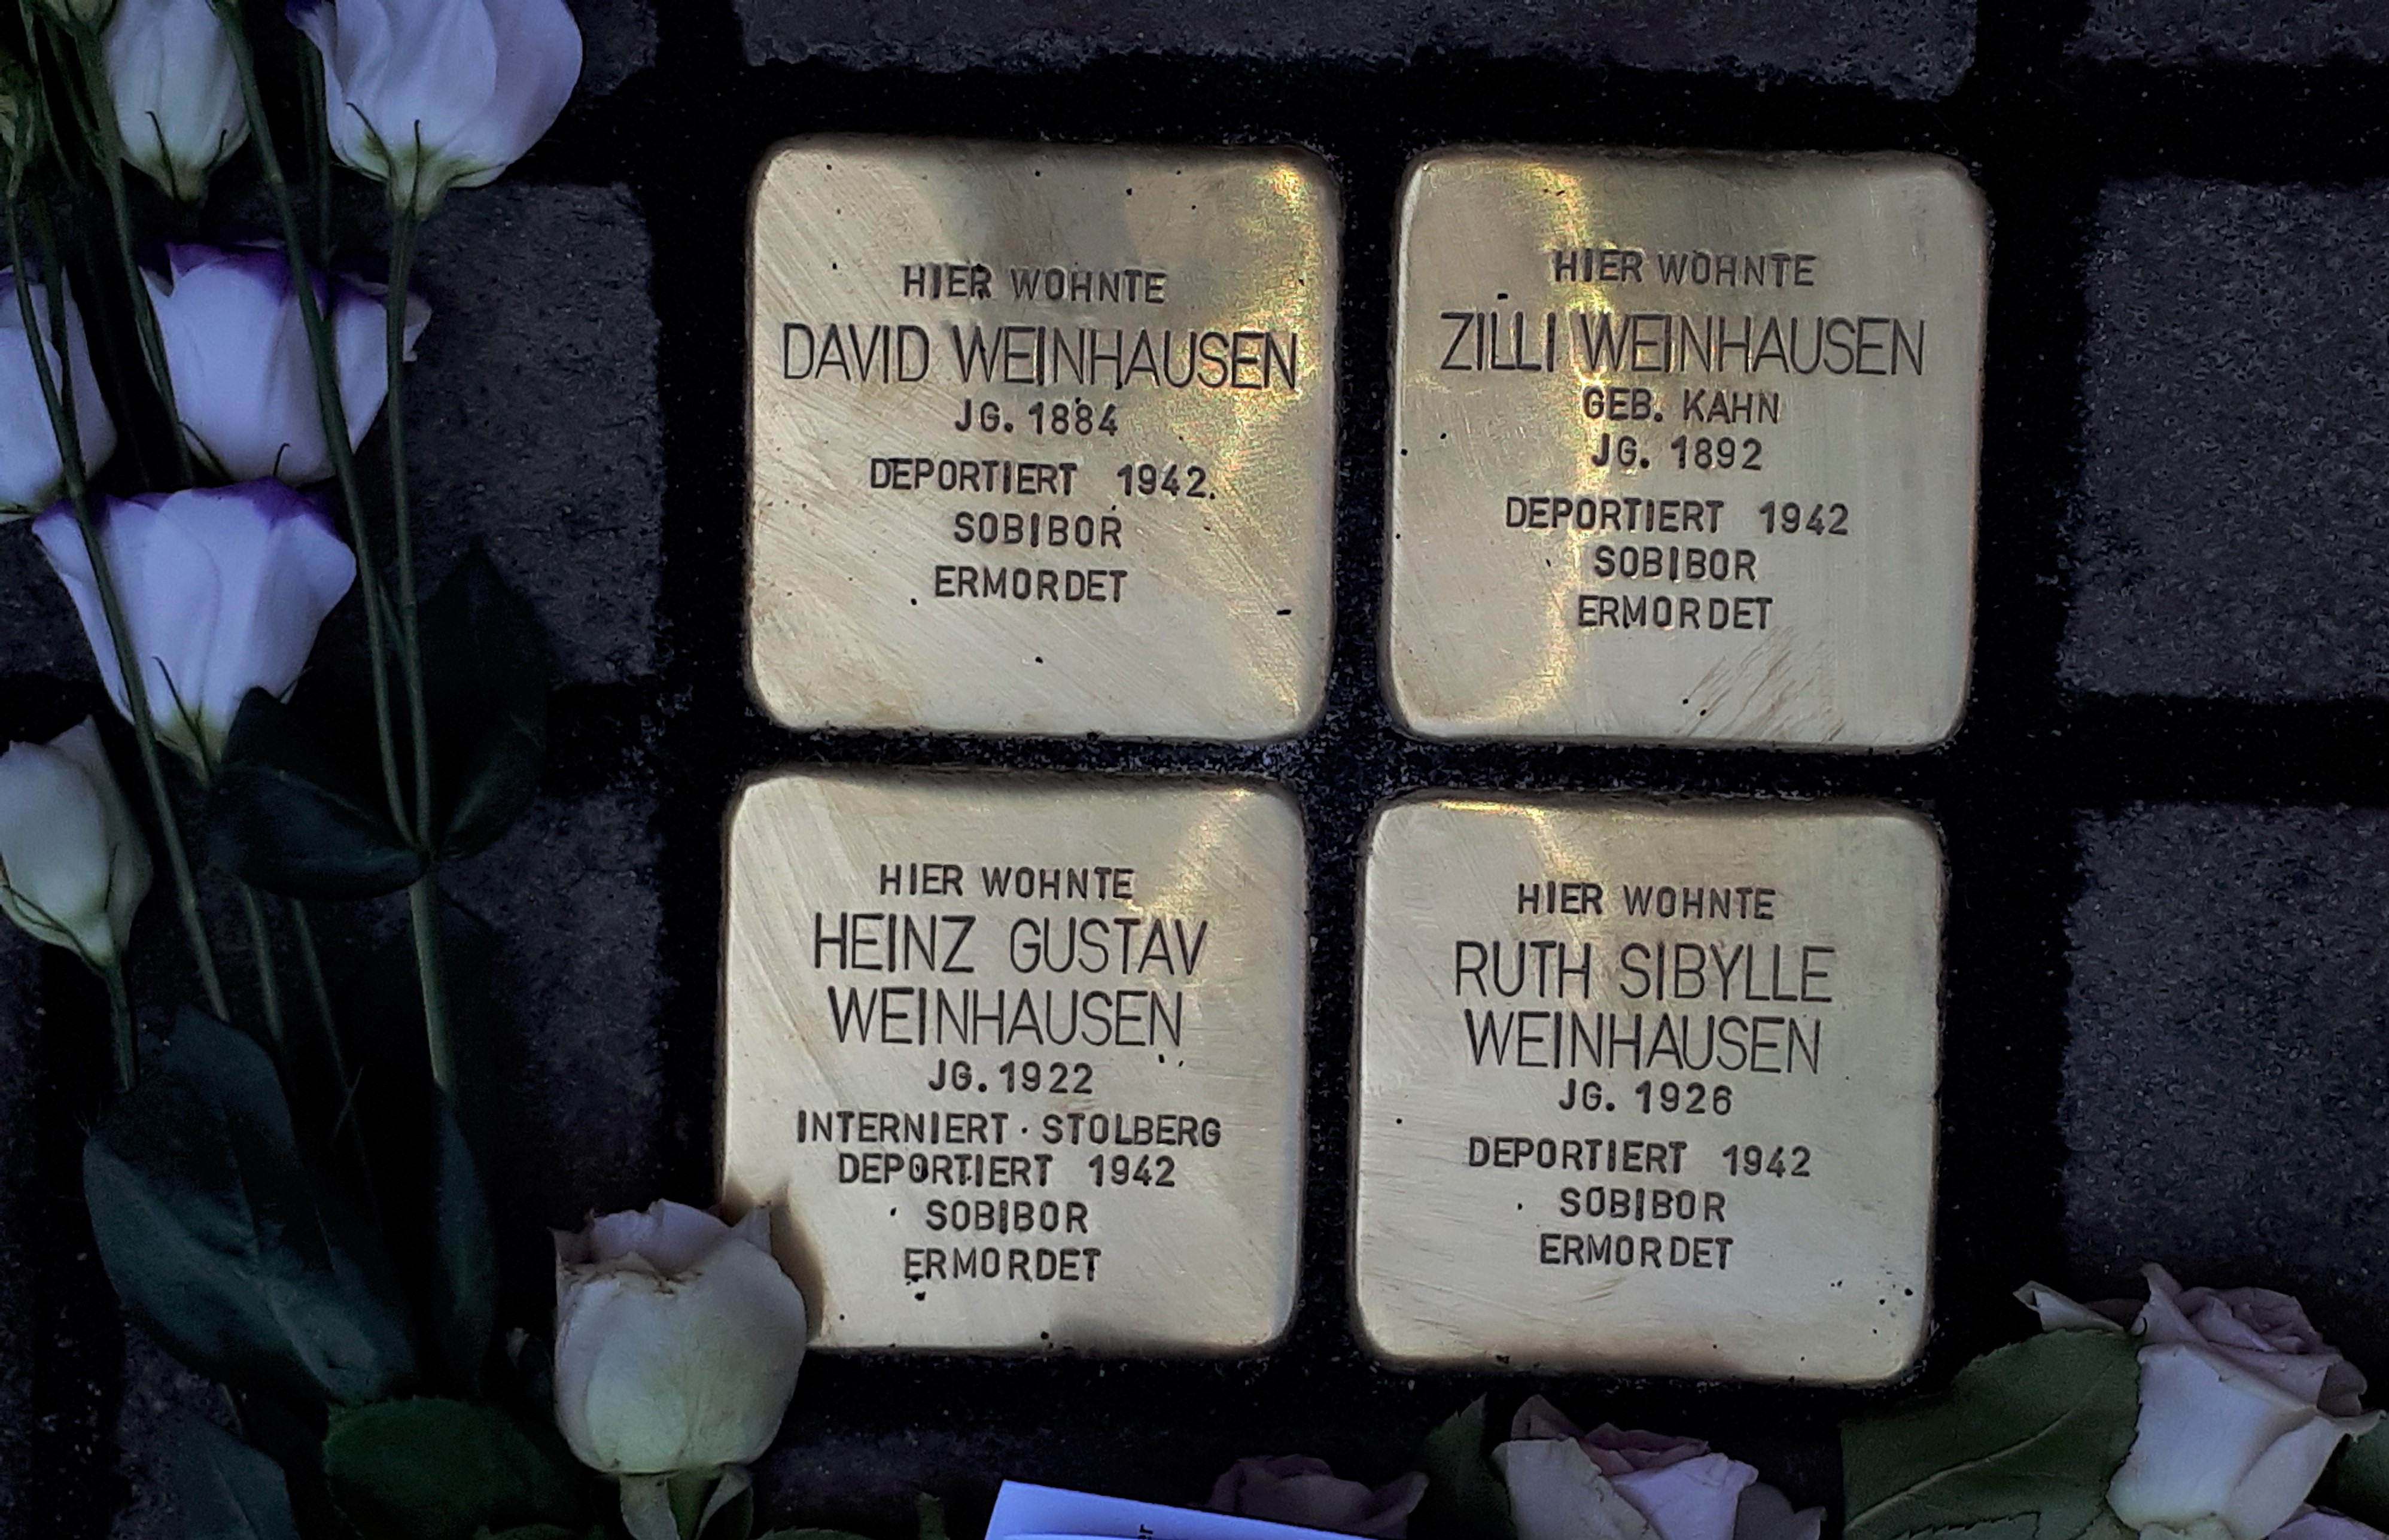 HIER WOHNTE
DAVID WEINHAUSEN
JG. 1884
DEPORTIERT 1942
SOBIBOR
ERMORDET
HIER WOHNTE
ZILLI WEINHAUSEN
GEB. KAHN
JG. 1892
DEPORTIERT 1942
SOBIBOR
ERMORDET
HIER WOHNTE
HEINZ GUSTAV
WEINHAUSEN
JG. 1922
INTERNIERT · STOLBERG
DEPORTIERT 1942
SOBIBOR
ERMORDET
HIER WOHNTE
RUTH SIBYLLE
WEINHAUSEN
JG. 1926
DEPORTIERT 1942
SOBIBOR
ERMORDET